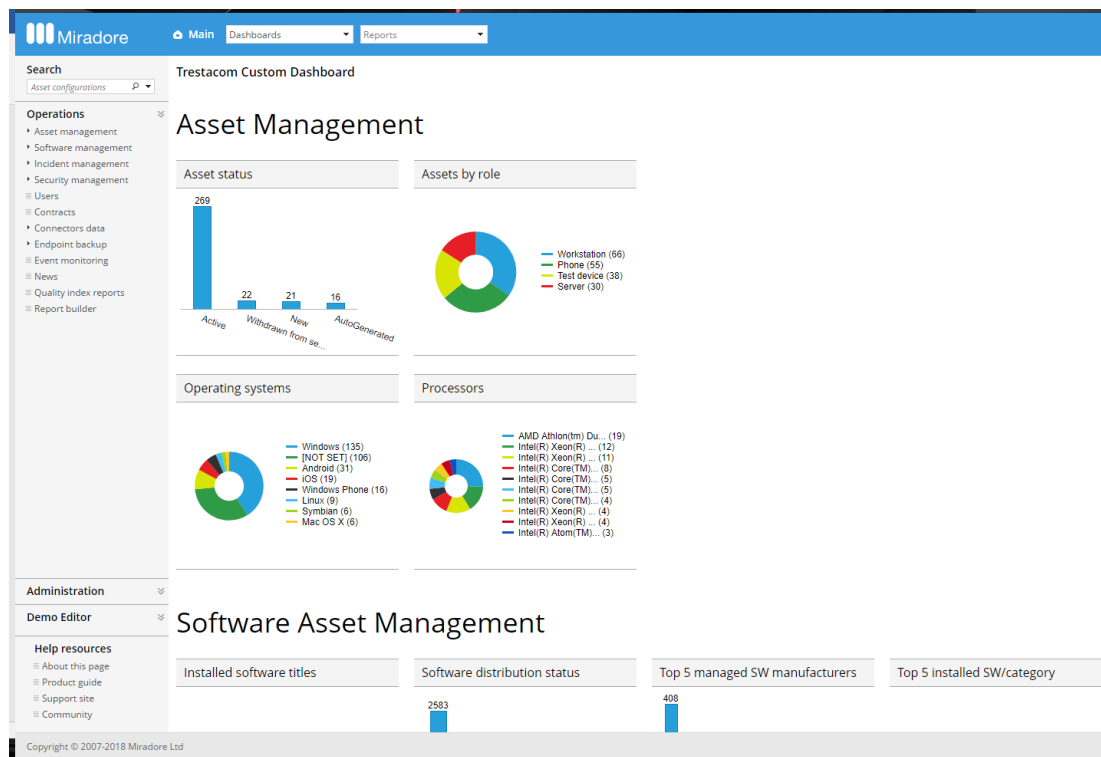 Miradore
Main
Dashboards
Reports
Search
Asset configurations
Operations
Asset management
Software management
Incident management
Security management
Users
Contracts
Connectors data
Endpoint backup
Event monitoring
News
Quality index reports
Report builder
Administration
Demo Editor
Help resources
About this page
Product guide
Support site
Community
Trestacom Custom Dashboard
Asset Management
Asset status
269
22
21
16
Active
Withdrawn from se...
New
AutoGenerated
Assets by role
Workstation (66)
Phone (55)
Test device (38)
Server (30)
Operating systems
Windows (135)
[NOT SET] (106)
Android (31)
iOS (19)
Windows Phone (16)
Linux (9)
Symbian (6)
Mac OS X (6)
Processors
AMD Athlon(tm) Du... (19)
Intel(R) Xeon(R) ... (12)
Intel(R) Xeon(R) ... (11)
Intel(R) Core(TM)... (8)
Intel(R) Core(TM)... (5)
Intel(R) Core(TM)... (5)
Intel(R) Core(TM)... (4)
Intel(R) Xeon(R) ... (4)
Intel(R) Xeon(R) ... (4)
Intel(R) Atom(TM)... (3)
Software Asset Management
Installed software titles
Software distribution status
2583
Top 5 managed SW manufacturers
408
Top 5 installed SW/category
Copyright © 2007-2018 Miradore Ltd